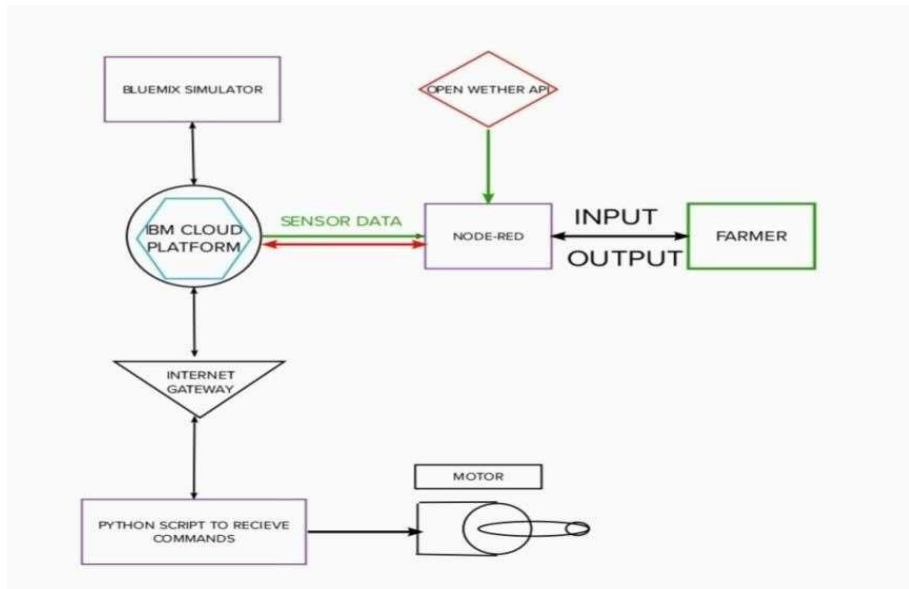 BLUEMIX SIMULATOR
OPEN WETHER API
IBM CLOUD
PLATFORM
SENSOR DATA
NODE-RED
INPUT
OUTPUT
FARMER
INTERNET
GATEWAY
MOTOR
PYTHON SCRIPT TO RECIEVE
COMMANDS